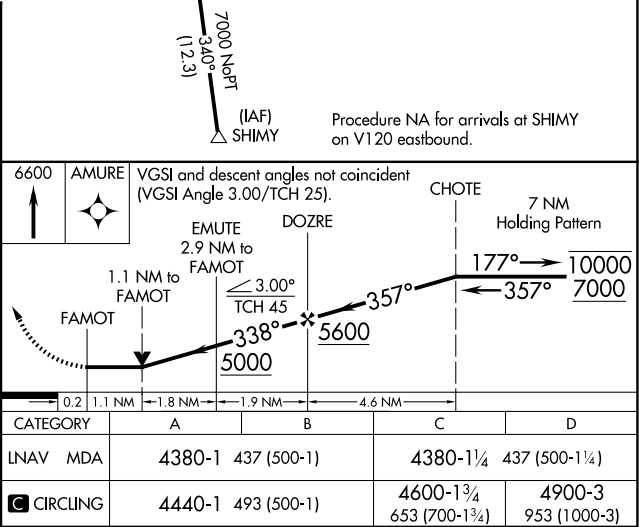 7000 NoPT
340°
(12.3)
(IAF)
SHIMY
Procedure NA for arrivals at SHIMY
on V120 eastbound.
6600
AMURE
VGSI and descent angles not coincident
(VGSI Angle 3.00/TCH 25).
CHOTE
7 NM
Holding Pattern
DOZRE
EMUTE
2.9 NM to
FAMOT
1.1 NM to
FAMOT
FAMOT
3.00°
TCH 45
177°
10000
357°
7000
357°
338°
5600
5000
0.2
1.1 NM
1.8 NM
1.9 NM
4.6 NM
CATEGORY A B C D
LNAV MDA 4380-1 437 (500-1) 4380-1¼ 437 (500-1¼)
C CIRCLING 4440-1 493 (500-1) 4600-1¾ 4900-3
653 (700-1¾) 953 (1000-3)